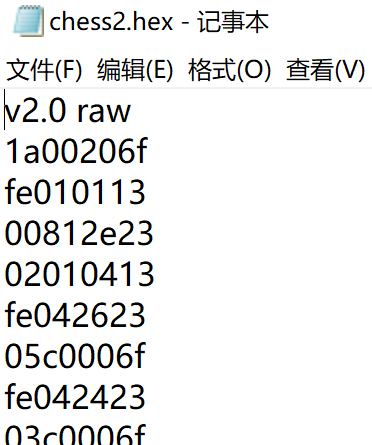 chess2.hex - 记事本
文件(F) 编辑(E) 格式(O) 查看(V)
v2.0 raw
1a00206f
fe010113
00812e23
02010413
fe042623
05c0006f
fe042423
03c0006f